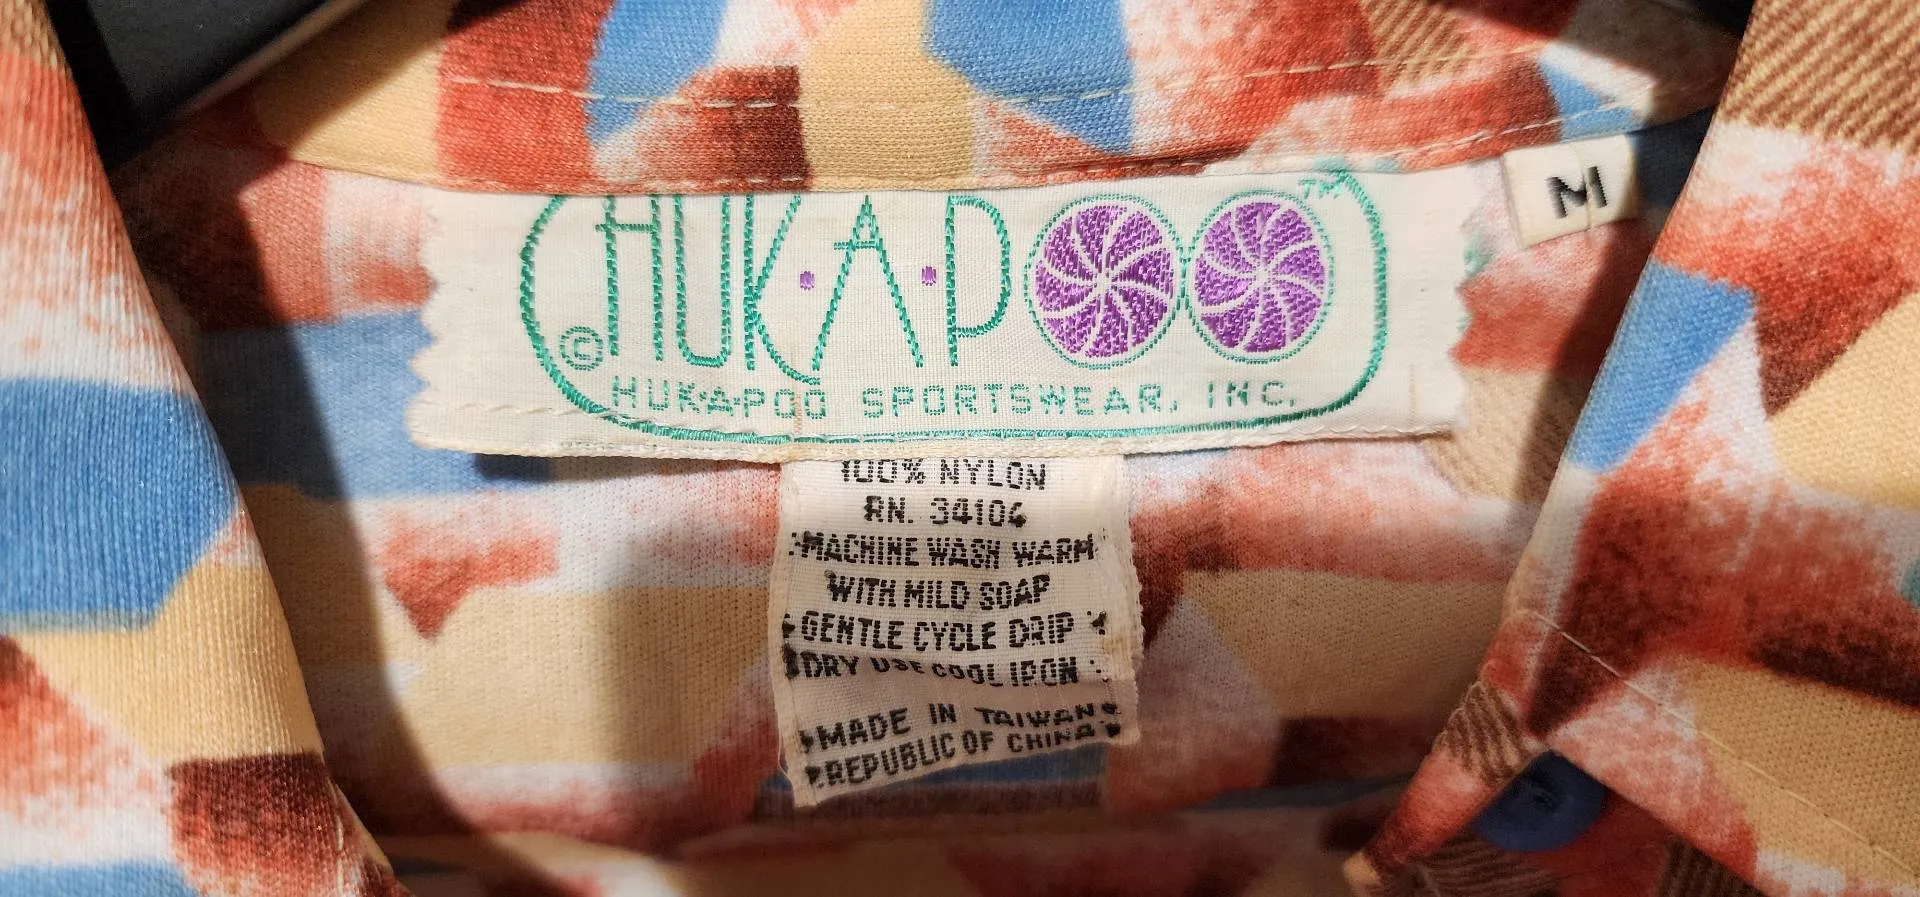 HUK·A·POO™
M
©
HUK·A·POO SPORTSWEAR, INC.
100% NYLON
RN. 34104
MACHINE WASH WARM
WITH MILD SOAP
GENTLE CYCLE DRIP
DRY USE COOL IRON
MADE IN TAIWAN
REPUBLIC OF CHINA